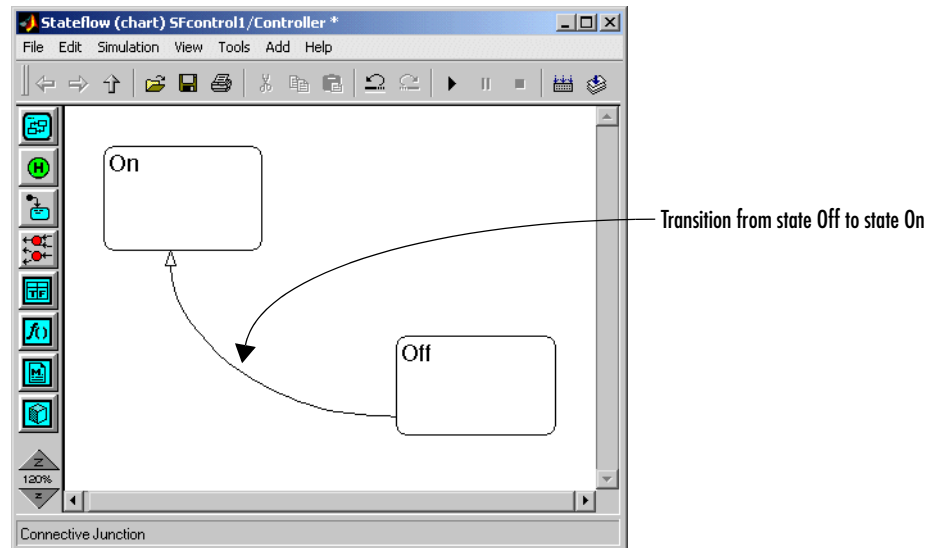 Stateflow (chart) SFcontrol1/Controller *
File Edit Simulation View Tools Add Help
On
Transition from state Off to state On
Off
H
T F
f()
M
Z
120%
z
Connective Junction